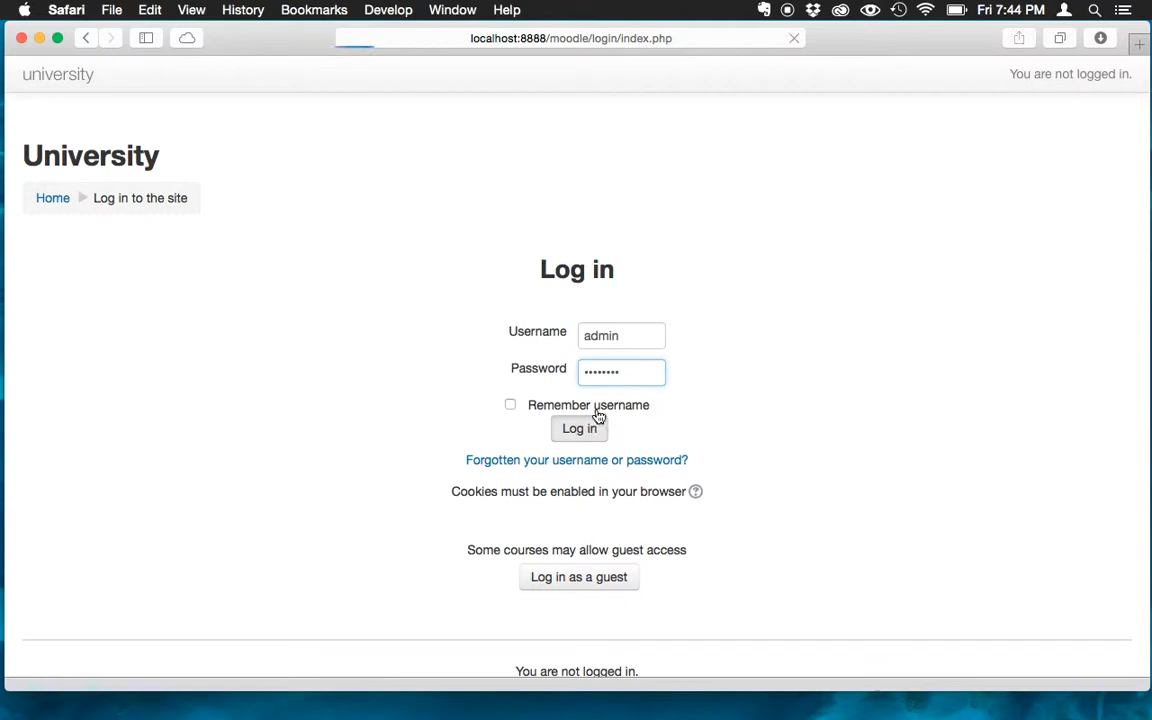 Safari File Edit View History Bookmarks Develop Window Help Fri 7:44 PM
localhost:8888/moodle/login/index.php
university You are not logged in.
University
Home Log in to the site
Log in
Username admin
Password ••••••••
Remember username
Log in
Forgotten your username or password?
Cookies must be enabled in your browser ?
Some courses may allow guest access
Log in as a guest
You are not logged in.